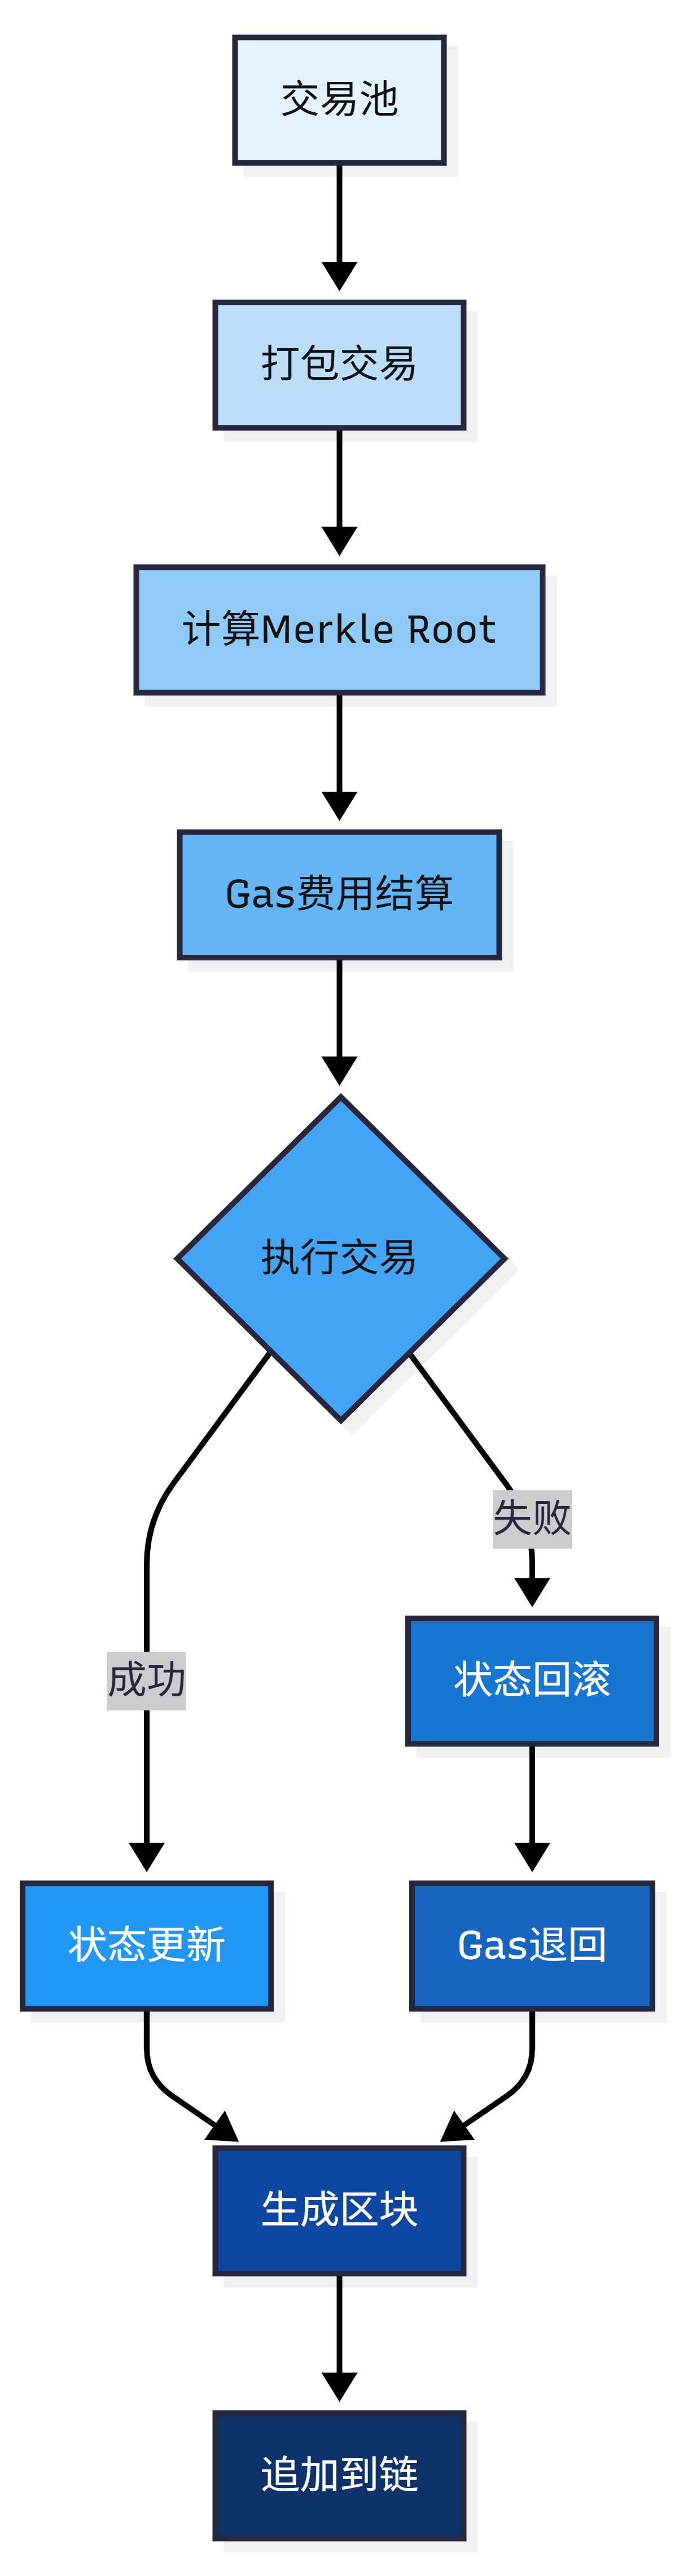 交易池
打包交易
计算Merkle Root
Gas费用结算
执行交易
失败
成功
状态回滚
状态更新
Gas退回
生成区块
追加到链